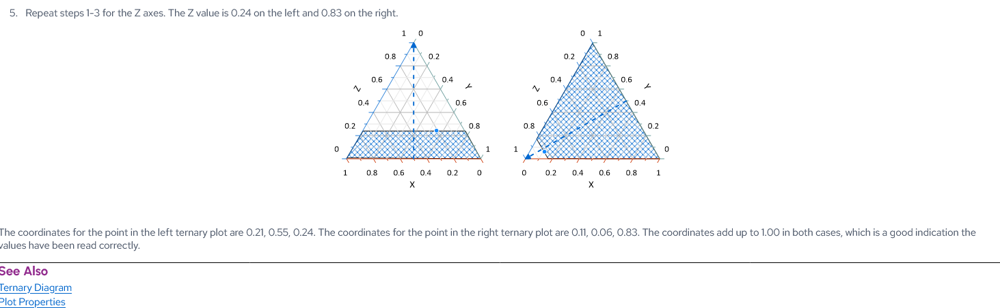 5. Repeat steps 1-3 for the Z axes. The Z value is 0.24 on the left and 0.83 on the right.
1 0 0 1
0.8 0.2 0.2 0.8
0.6 0.4 0.4 0.6
Z Y Z Y
0.4 0.6 0.6 0.4
0.2 0.8 0.8 0.2
0 1 1 0
1 0.8 0.6 0.4 0.2 0 0 0.2 0.4 0.6 0.8 1
X X
The coordinates for the point in the left ternary plot are 0.21, 0.55, 0.24. The coordinates for the point in the right ternary plot are 0.11, 0.06, 0.83. The coordinates add up to 1.00 in both cases, which is a good indication the
values have been read correctly.
See Also
Ternary Diagram
Plot Properties